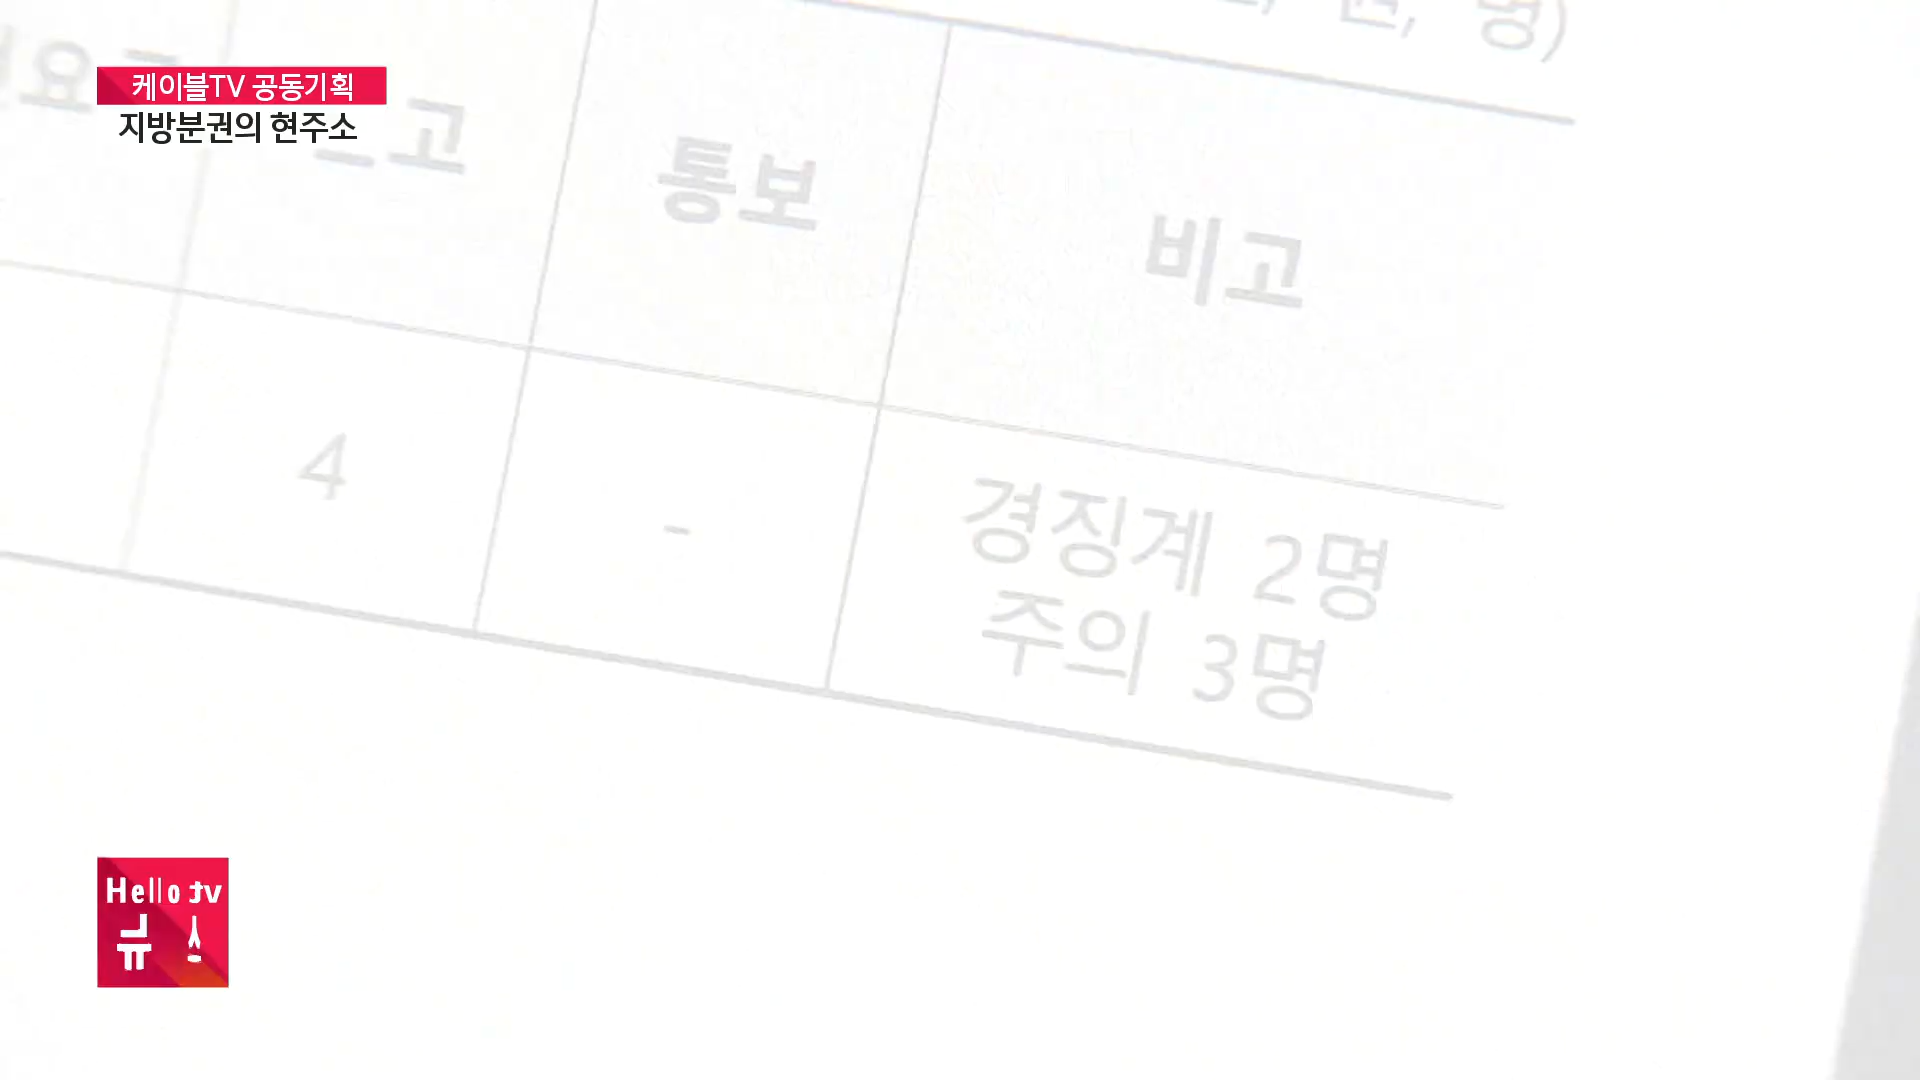 케이블TV 공동기획
지방분권의 현주소
명)
고 통보 비고
4 - 경징계 2명
주의 3명
Hello tv
뉴스